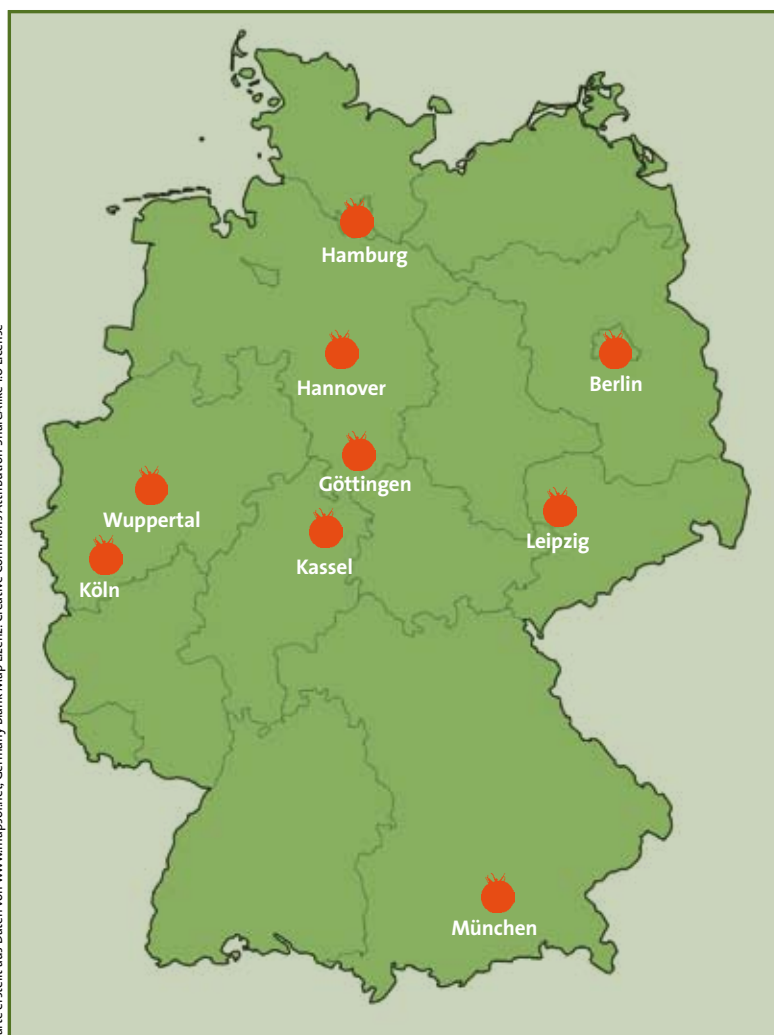 Hamburg
Hannover
Berlin
Göttingen
Wuppertal
Leipzig
Kassel
Köln
München